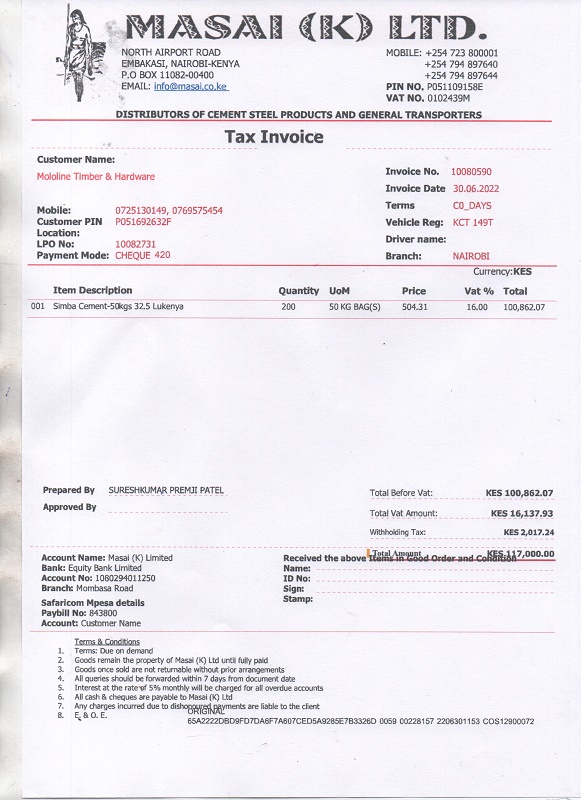 MASAI (K) LTD.
NORTH AIRPORT ROAD
EMBAKASI, NAIROBI-KENYA
P.O BOX 11082-00400
EMAIL: info@masai.co.ke
MOBILE: +254 723 800001
+254 794 897640
+254 794 897644
PIN NO. P051109158E
VAT NO. 0102439M
DISTRIBUTORS OF CEMENT STEEL PRODUCTS AND GENERAL TRANSPORTERS
Tax Invoice
Customer Name:
Mololine Timber & Hardware
Mobile: 0725130149, 0769575454
Customer PIN P051692632F
Location:
LPO No: 10082731
Payment Mode: CHEQUE 420
Invoice No. 10080590
Invoice Date 30.06.2022
Terms C0_DAYS
Vehicle Reg: KCT 149T
Driver name:
Branch: NAIROBI
Currency:KES
Item Description Quantity UoM Price Vat % Total
001 Simba Cement-50kgs 32.5 Lukenya 200 50 KG BAG(S) 504.31 16.00 100,862.07
Prepared By SURESHKUMAR PREMJI PATEL
Approved By
Total Before Vat: KES 100,862.07
Total Vat Amount: KES 16,137.93
Withholding Tax: KES 2,017.24
Total Amount KES 117,000.00
Account Name: Masai (K) Limited
Bank: Equity Bank Limited
Account No: 1080294011250
Branch: Mombasa Road
Safaricom Mpesa details
Paybill No: 843800
Account: Customer Name
Received the above Items in Good Order and Condition
Name:
ID No:
Sign:
Stamp:
Terms & Conditions
1. Terms: Due on demand
2. Goods remain the property of Masai (K) Ltd until fully paid
3. Goods once sold are not returnable without prior arrangements
4. All queries should be forwarded within 7 days from document date
5. Interest at the rate of 5% monthly will be charged for all overdue accounts
6. All cash & cheques are payable to Masai (K) Ltd
7. Any charges incurred due to dishonoured payments are liable to the client
8. E. & O. E.
ORIGINAL
65A2222DBD9FD7DA6F7A607CED5A9285E7B3326D 0059 00228157 2206301153 COS12900072